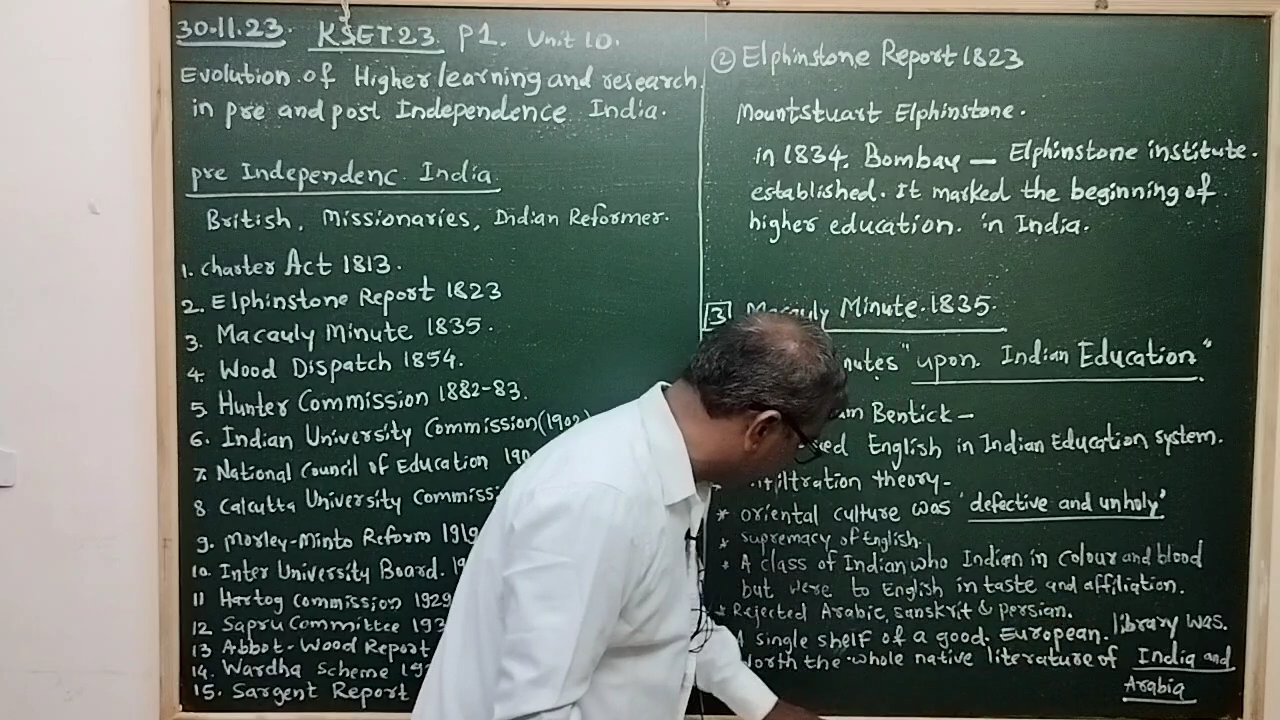 30.11.23. KSET23. P1. Unit 10.
Evolution of Higher learning and research
in pre and post Independence India.
pre Independenc India
British, Missionaries, Indian Reformer.
1. charter Act 1813.
2. Elphinstone Report 1823
3. Macauly Minute 1835.
4. Wood Dispatch 1854.
5. Hunter Commission 1882-83.
6. Indian University Commission (1902)
7. National Council of Education 190
8 Calcutta University Commiss
9. Morley-Minto Reform 1919
10. Inter University Board. 19
11 Hartog Commission 1929
12 Sapru Committee 193
13 Abbot-Wood Report
14. Wardha Scheme 193
15. Sargent Report
② Elphinstone Report 1823
Mountstuart Elphinstone.
in 1834. Bombay — Elphinstone institute.
established. It marked the beginning of
higher education. in India.
3 Macauly Minute. 1835.
nutes "upon Indian Education"
am Bentick -
English in Indian Education system.
filtration theory-
* oriental culture was 'defective and unholy'
* supremacy of English.
* A class of Indian who Indian in colour and blood
but were to English in taste and affiliation.
* Rejected Arabic, sanskrit & persian.
A single shelf of a good. European. library was.
worth the whole native literature of India and
Arabia